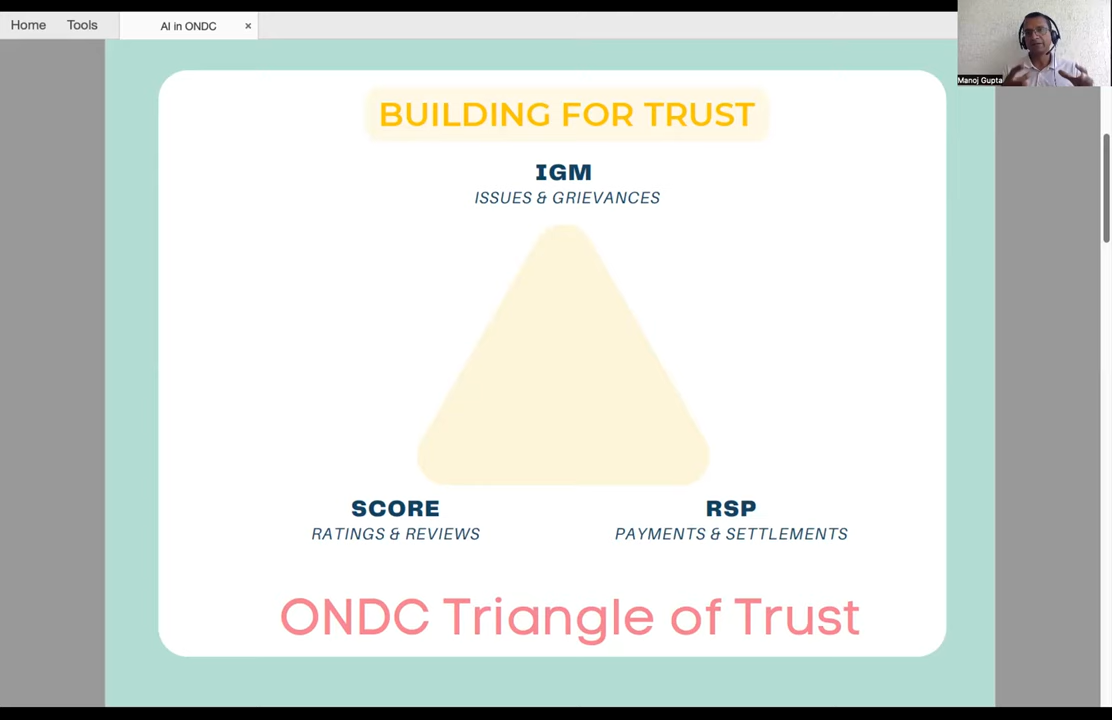 Home Tools AI in ONDC ×
Manoj Gupta
BUILDING FOR TRUST
IGM
ISSUES & GRIEVANCES
SCORE RSP
RATINGS & REVIEWS PAYMENTS & SETTLEMENTS
ONDC Triangle of Trust